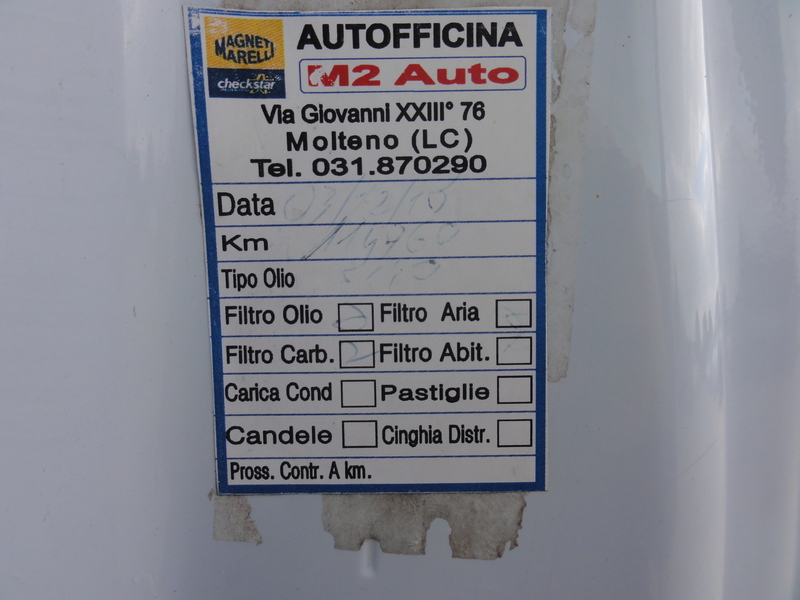 MAGNETI
MARELLI
checkstar
AUTOFFICINA
M2 Auto
Via Giovanni XXIII° 76
Molteno (LC)
Tel. 031.870290
Data
Km
Tipo Olio
Filtro Olio Filtro Aria
Filtro Carb. Filtro Abit.
Carica Cond Pastiglie
Candele Cinghia Distr.
Pross. Contr. A km.